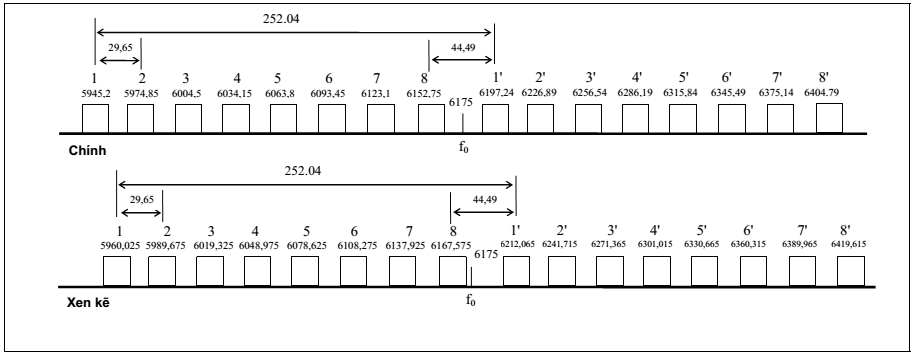 252.04
29,65 44,49
1 2 3 4 5 6 7 8 1' 2' 3' 4' 5' 6' 7' 8'
5945,2 5974,85 6004,5 6034,15 6063,8 6093,45 6123,1 6152,75 6197,24 6226,89 6256,54 6286,19 6315,84 6345,49 6375,14 6404.79
6175
f0
Chính
252.04
29,65 44,49
1 2 3 4 5 6 7 8 1' 2' 3' 4' 5' 6' 7' 8'
5960,025 5989,675 6019,325 6048,975 6078,625 6108,275 6137,925 6167,575 6212,065 6241,715 6271,365 6301,015 6330,665 6360,315 6389,965 6419,615
6175
f0
Xen kẽ